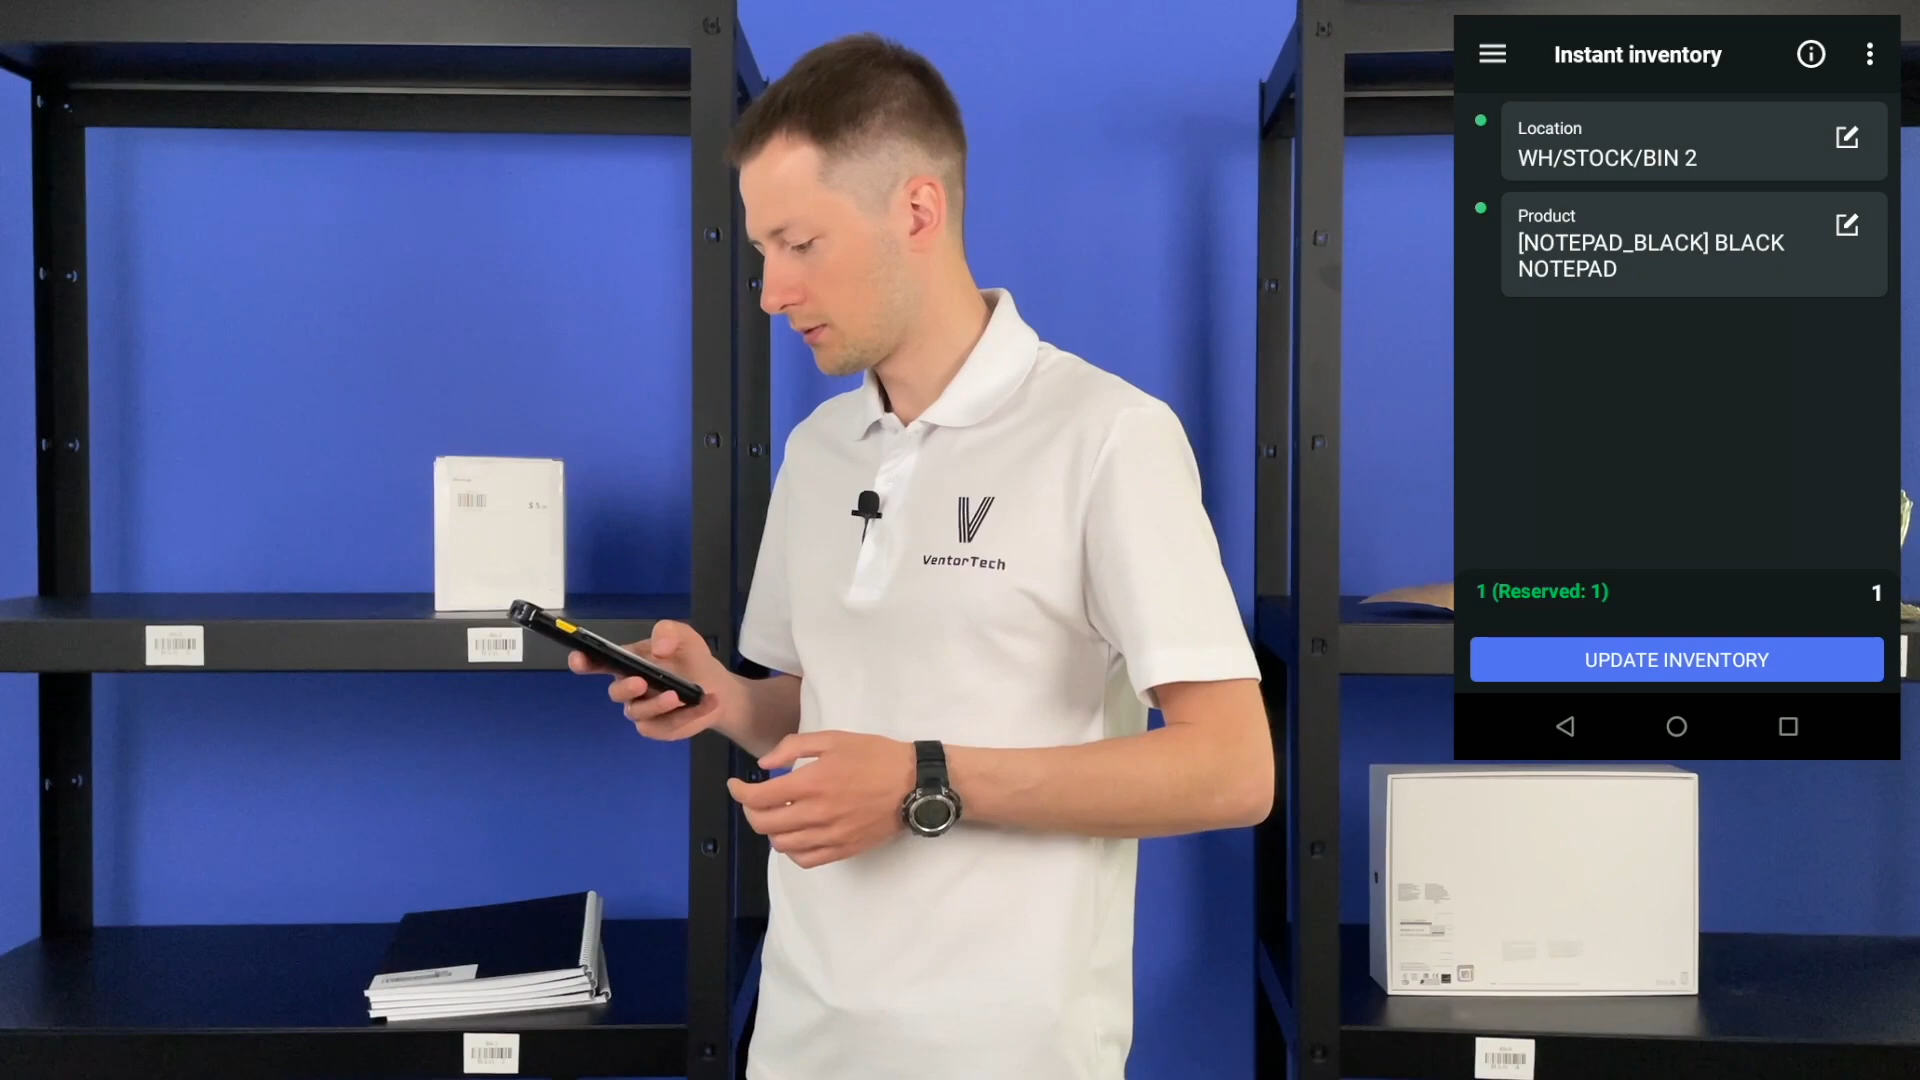 Instant inventory
Location
WH/STOCK/BIN 2
Product
[NOTEPAD_BLACK] BLACK
NOTEPAD
1 (Reserved: 1)
1
UPDATE INVENTORY
V
VentorTech